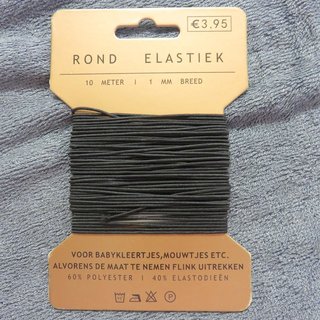 €3.95
ROND ELASTIEK
10 METER | 1 MM BREED
VOOR BABYKLEERTJES,MOUWTJES ETC.
ALVORENS DE MAAT TE NEMEN FLINK UITREKKEN
60% POLYESTER | 40% ELASTODIEËN
P